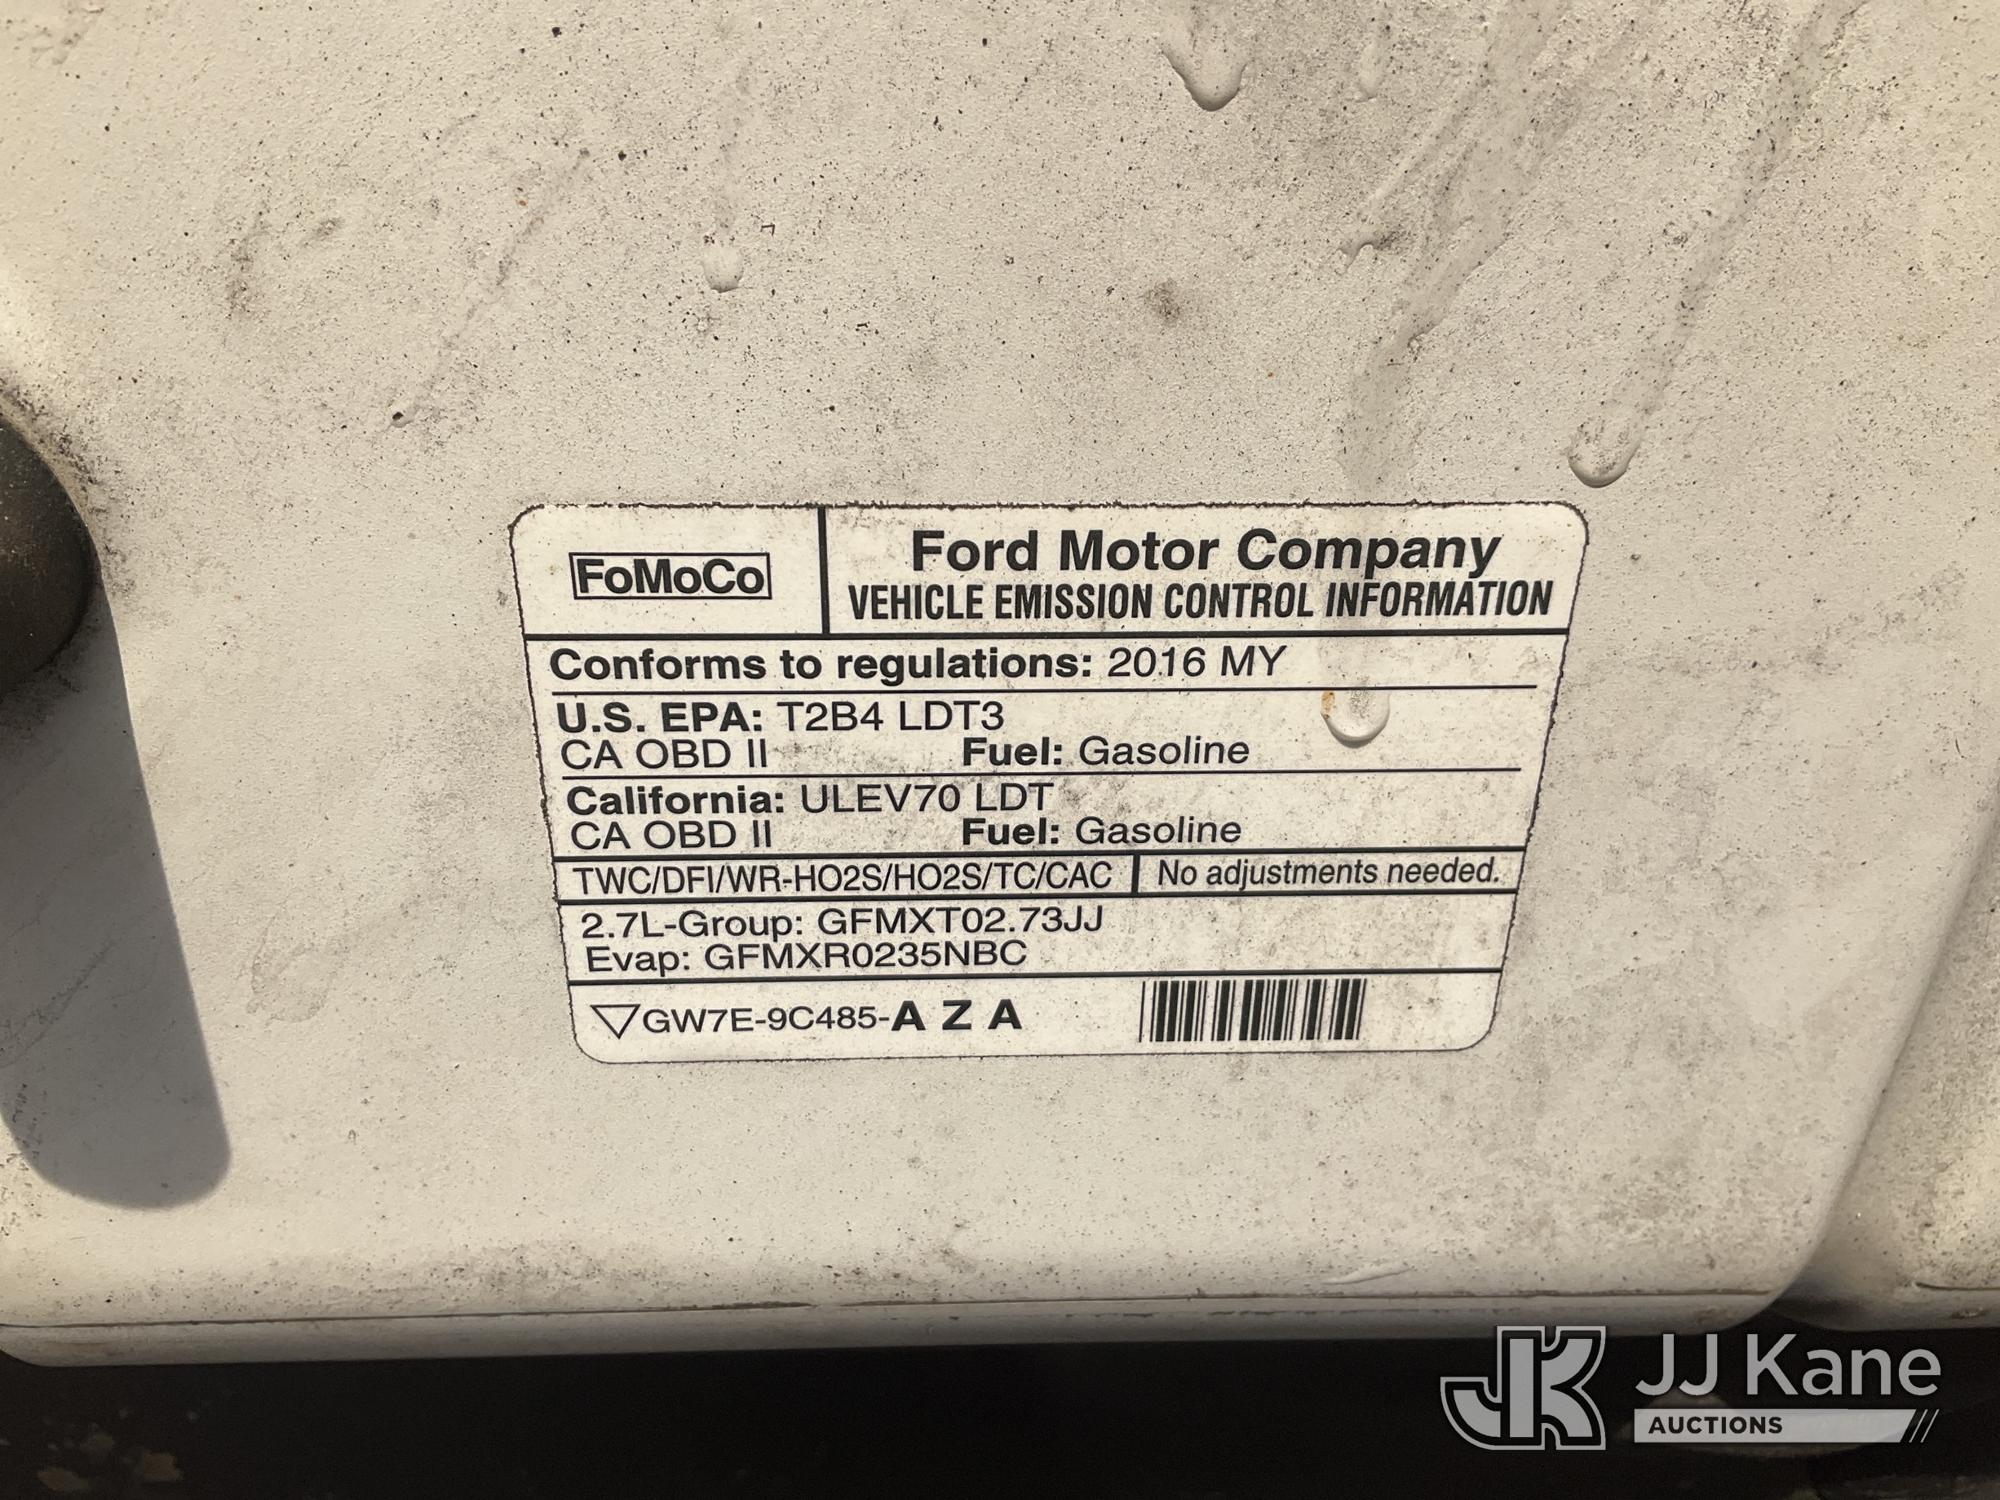 FoMoCo
Ford Motor Company
VEHICLE EMISSION CONTROL INFORMATION
Conforms to regulations: 2016 MY
U.S. EPA: T2B4 LDT3
CA OBD II Fuel: Gasoline
California: ULEV70 LDT
CA OBD II Fuel: Gasoline
TWC/DFI/WR-HO2S/HO2S/TC/CAC No adjustments needed.
2.7L-Group: GFMXT02.73JJ
Evap: GFMXR0235NBC
GW7E-9C485-A Z A
JK JJ Kane
AUCTIONS